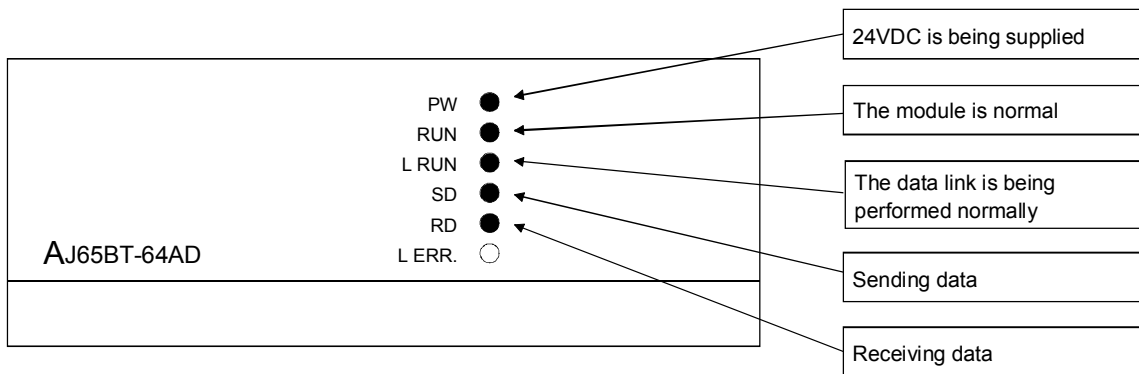 24VDC is being supplied
PW
RUN
L RUN
SD
RD
L ERR.
AJ65BT-64AD
The module is normal
The data link is being
performed normally
Sending data
Receiving data